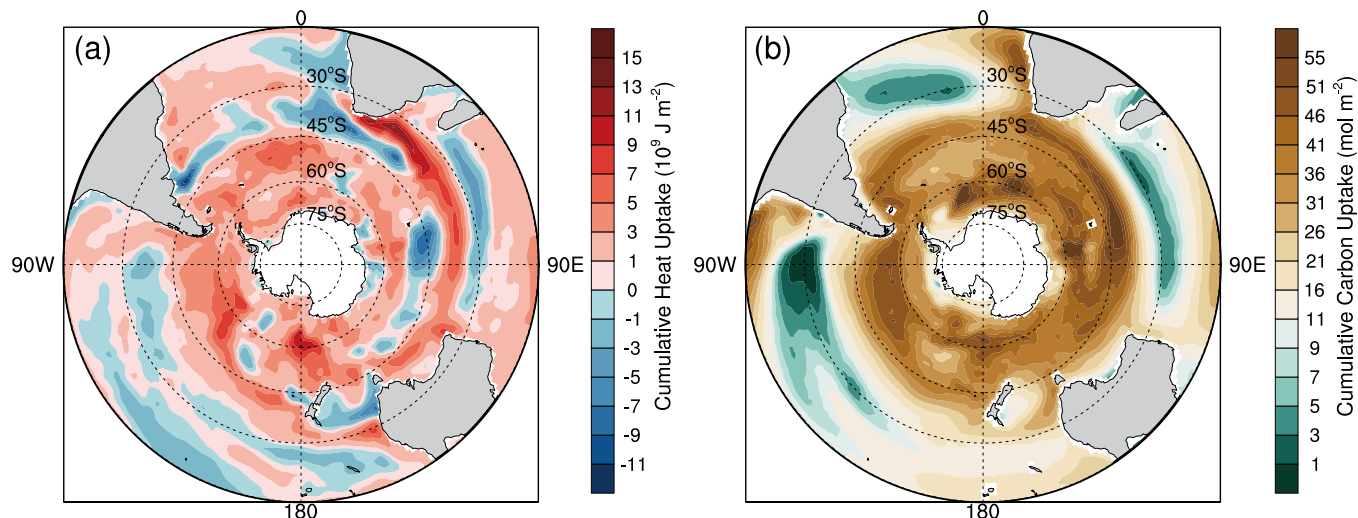 (a)
0
30°S
45°S
60°S
75°S
90W
90E
180
15
13
11
9
7
5
3
1
0
-1
-3
-5
-7
-9
-11
Cumulative Heat Uptake (10⁹ J m⁻²)
(b)
0
30°S
45°S
60°S
75°S
90W
90E
180
55
51
46
41
36
31
26
21
16
11
9
7
5
3
1
Cumulative Carbon Uptake (mol m⁻²)